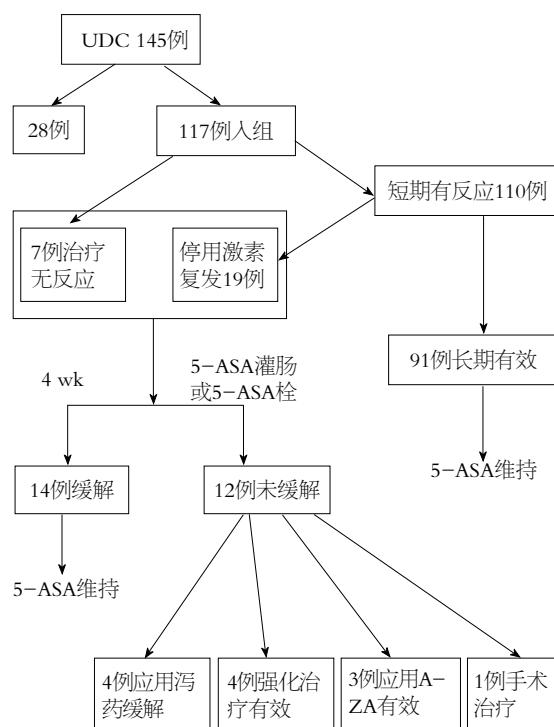 UDC 145例
28例
117例入组
短期有反应110例
7例治疗
无反应
停用激素
复发19例
91例长期有效
4 wk
5-ASA灌肠
或5-ASA栓
5-ASA维持
14例缓解
12例未缓解
5-ASA维持
4例应用泻
药缓解
4例强化治
疗有效
3例应用A-
ZA有效
1例手术
治疗